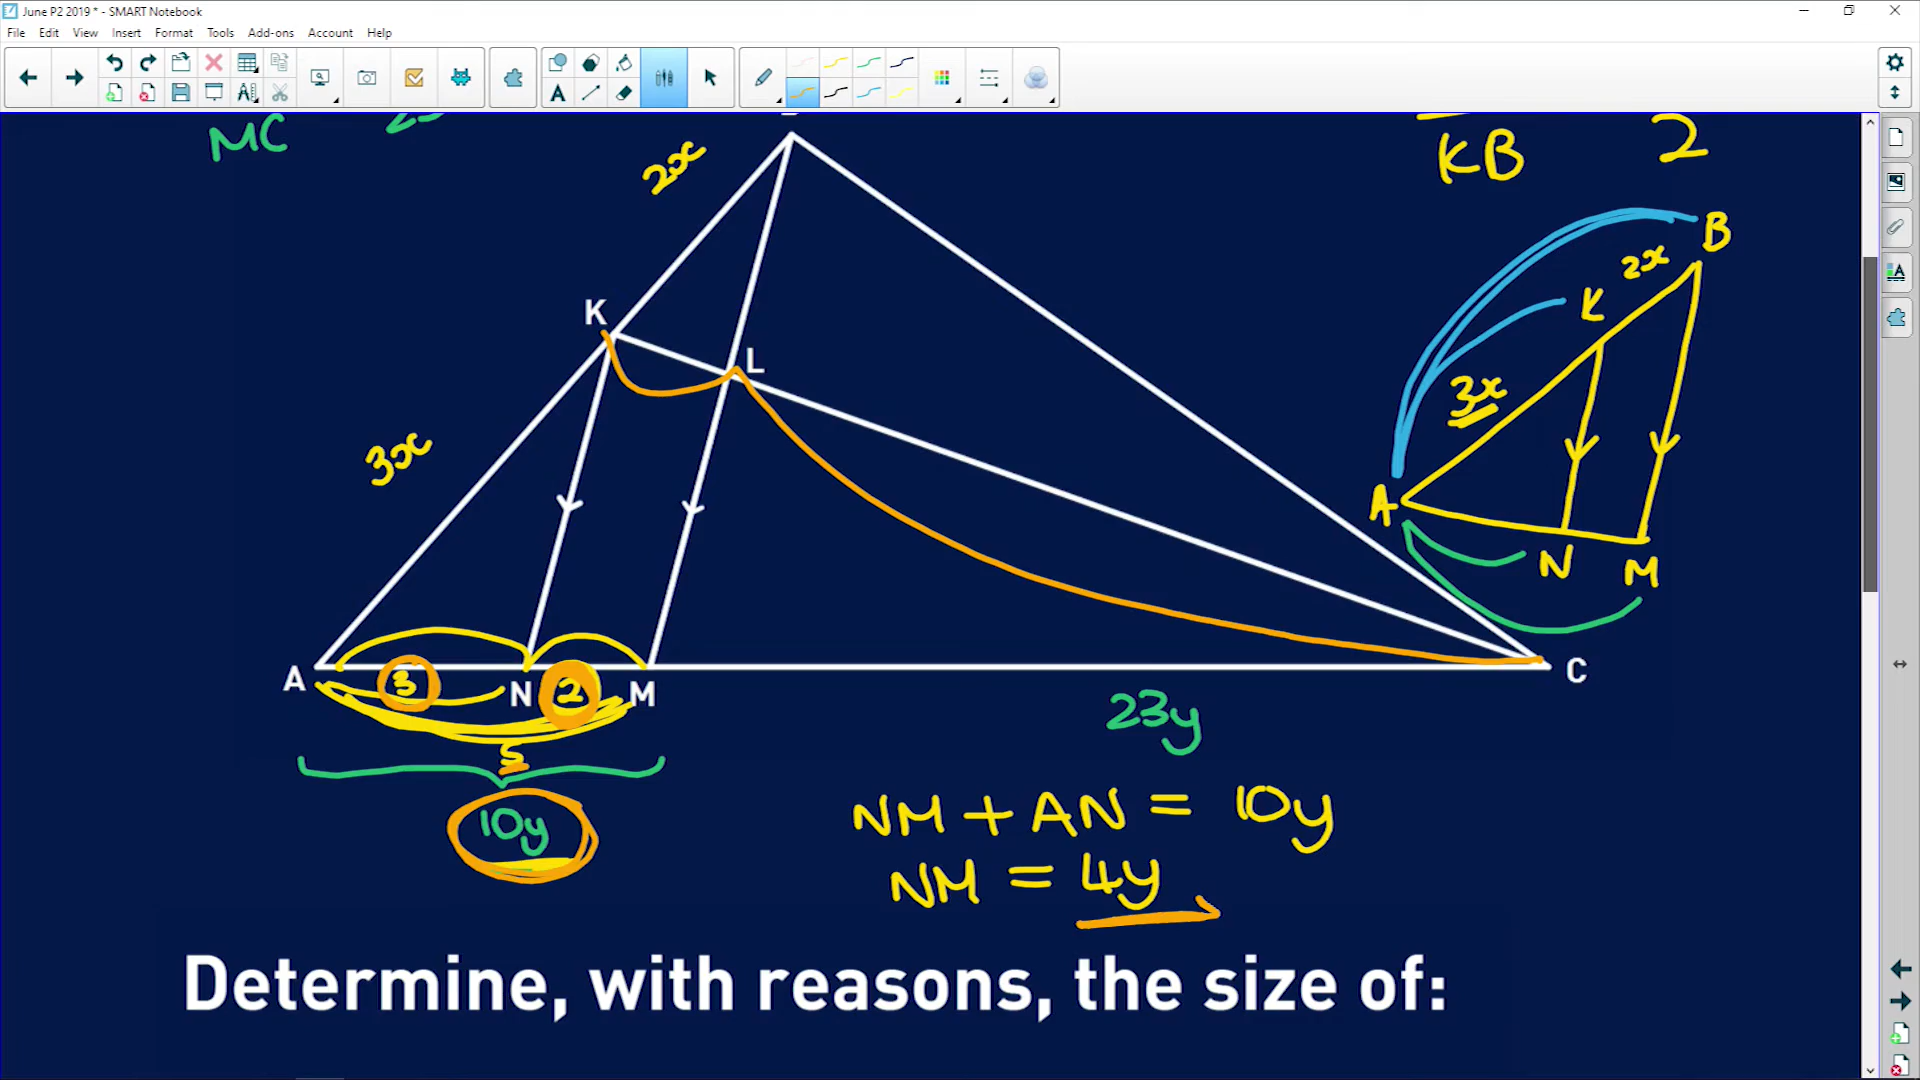 June P2 2019 * - SMART Notebook
File Edit View Insert Format Tools Add-ons Account Help
MC
2x
KB
2
B
2x
K
K
L
3x
3x
A
N
M
A
3
N
2
M
C
5
23y
10y
NM + AN = 10y
NM = 4y
Determine, with reasons, the size of: